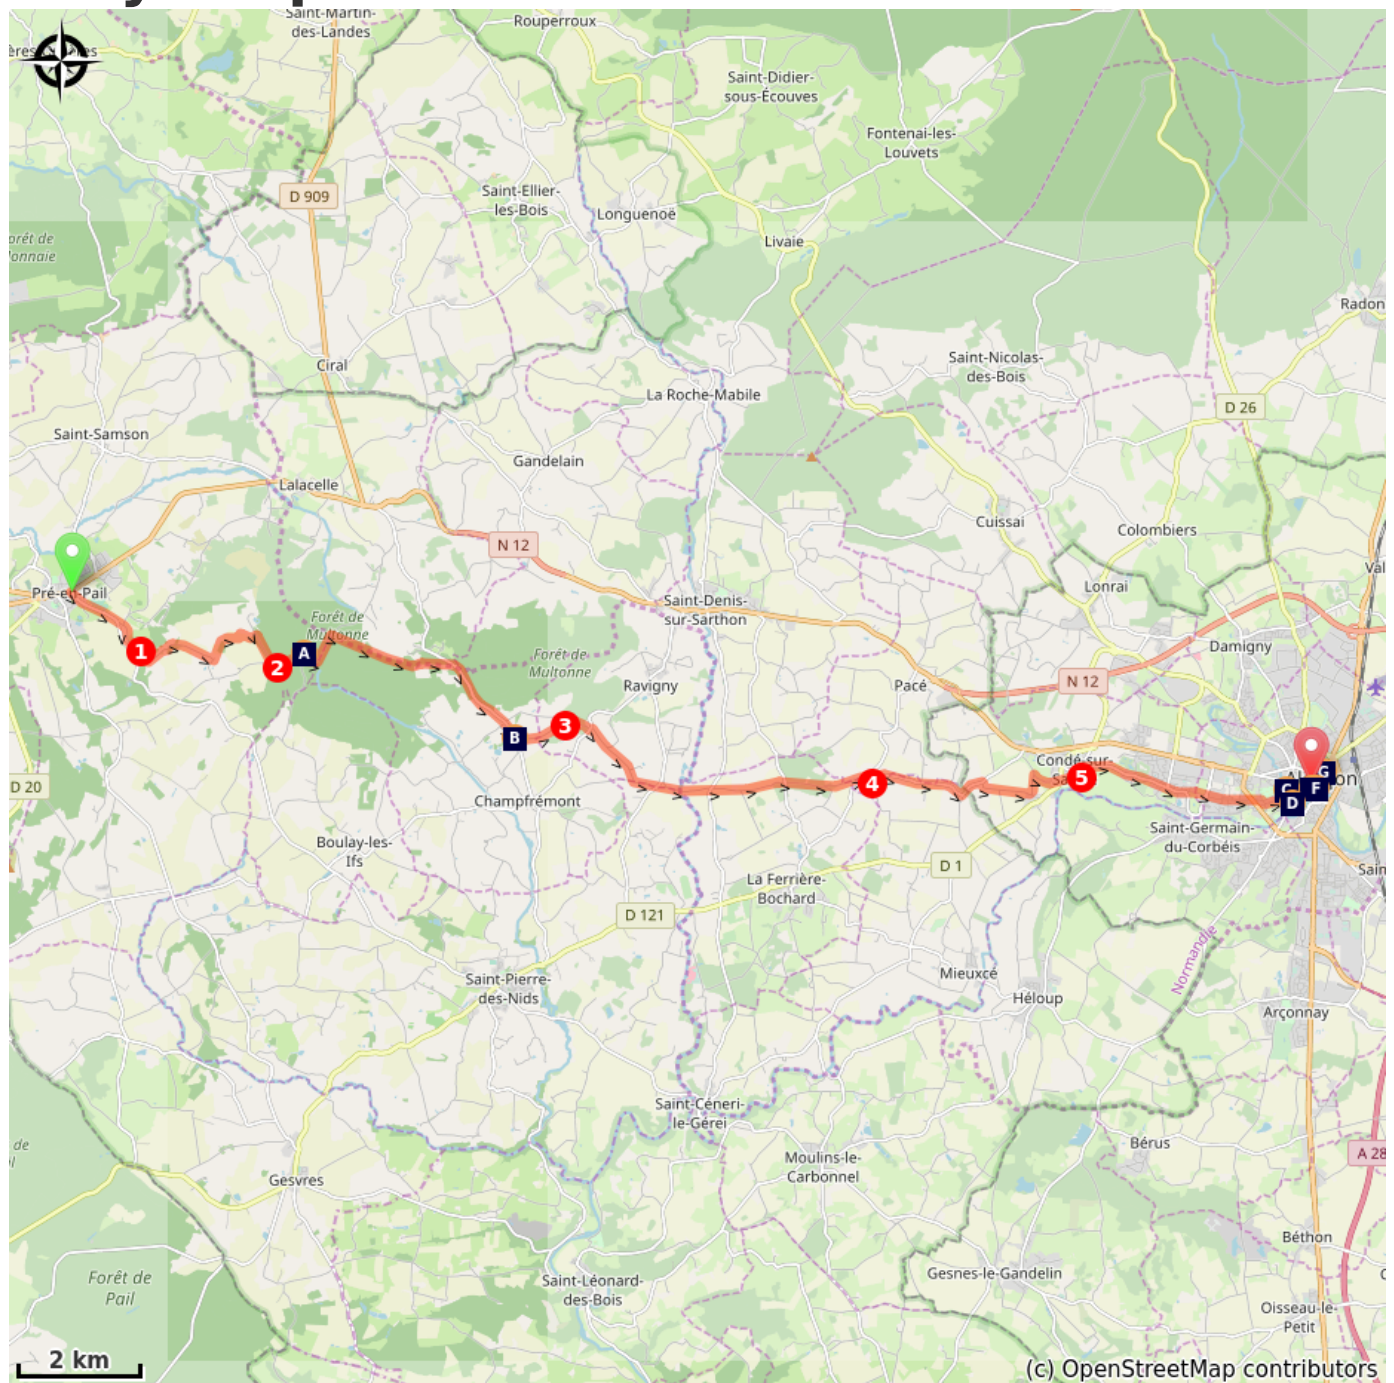 Saint-Martin-
des-Landes
Rouperroux
Saint-Didier-
sous-Écouves
Fontenai-les-
Louvets
D 909
Saint-Ellier-
les-Bois
Longuenoë
Livaie
Radon
Ciral
Saint-Nicolas-
des-Bois
La Roche-Mabile
D 26
Saint-Samson
Gandelain
Lalacelle
Cuissai
Colombiers
N 12
Pré-en-Pail
Saint-Denis-
sur-Sarthon
Lonrai
Forêt de
Multonne
1
2
A
Forêt de
Multonne
Ravigny
Pacé
Damigny
N 12
B
3
D 20
Condé-sur-
4
5
G
F
D
Champfrémont
Saint-Germain-
du-Corbéis
Boulay-les-
Ifs
D 1
La Ferrière-
Bochard
D 121
Normandie
Saint-Pierre-
des-Nids
Mieuxcé
Héloup
Arçonnay
Saint-Céneri-
le-Gérei
Bérus
A 28
Moulins-le-
Carbonnel
Gesvres
Béthon
Forêt de
Pail
Saint-Léonard-
des-Bois
Gesnes-le-Gandelin
Oisseau-le-
Petit
2 km
(c) OpenStreetMap contributors